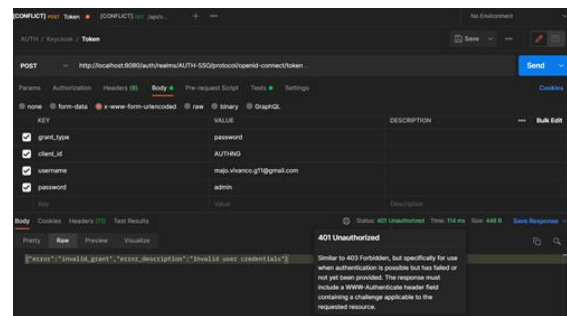 [CONFLICT] POST Token
[CONFLICT] GET /api/v...
No Environment
AUTH / Keycloak / Token
Save
POST
http://localhost:8080/auth/realms/AUTH-SSO/protocol/openid-connect/token...
Send
Params Authorization Headers (8) Body Pre-request Script Tests Settings
Cookies
none form-data x-www-form-urlencoded raw binary GraphQL
KEY VALUE DESCRIPTION Bulk Edit
grant_type password
client_id AUTHNG
username majo.vivanco.g11@gmail.com
password admin
Key Value Description
Body Cookies Headers (11) Test Results
Status: 401 Unauthorized Time: 114 ms Size: 448 B Save Response
Pretty Raw Preview Visualize
401 Unauthorized
{"error":"invalid_grant","error_description":"Invalid user credentials"}
Similar to 403 Forbidden, but specifically for use
when authentication is possible but has failed or
not yet been provided. The response must
include a WWW-Authenticate header field
containing a challenge applicable to the
requested resource.